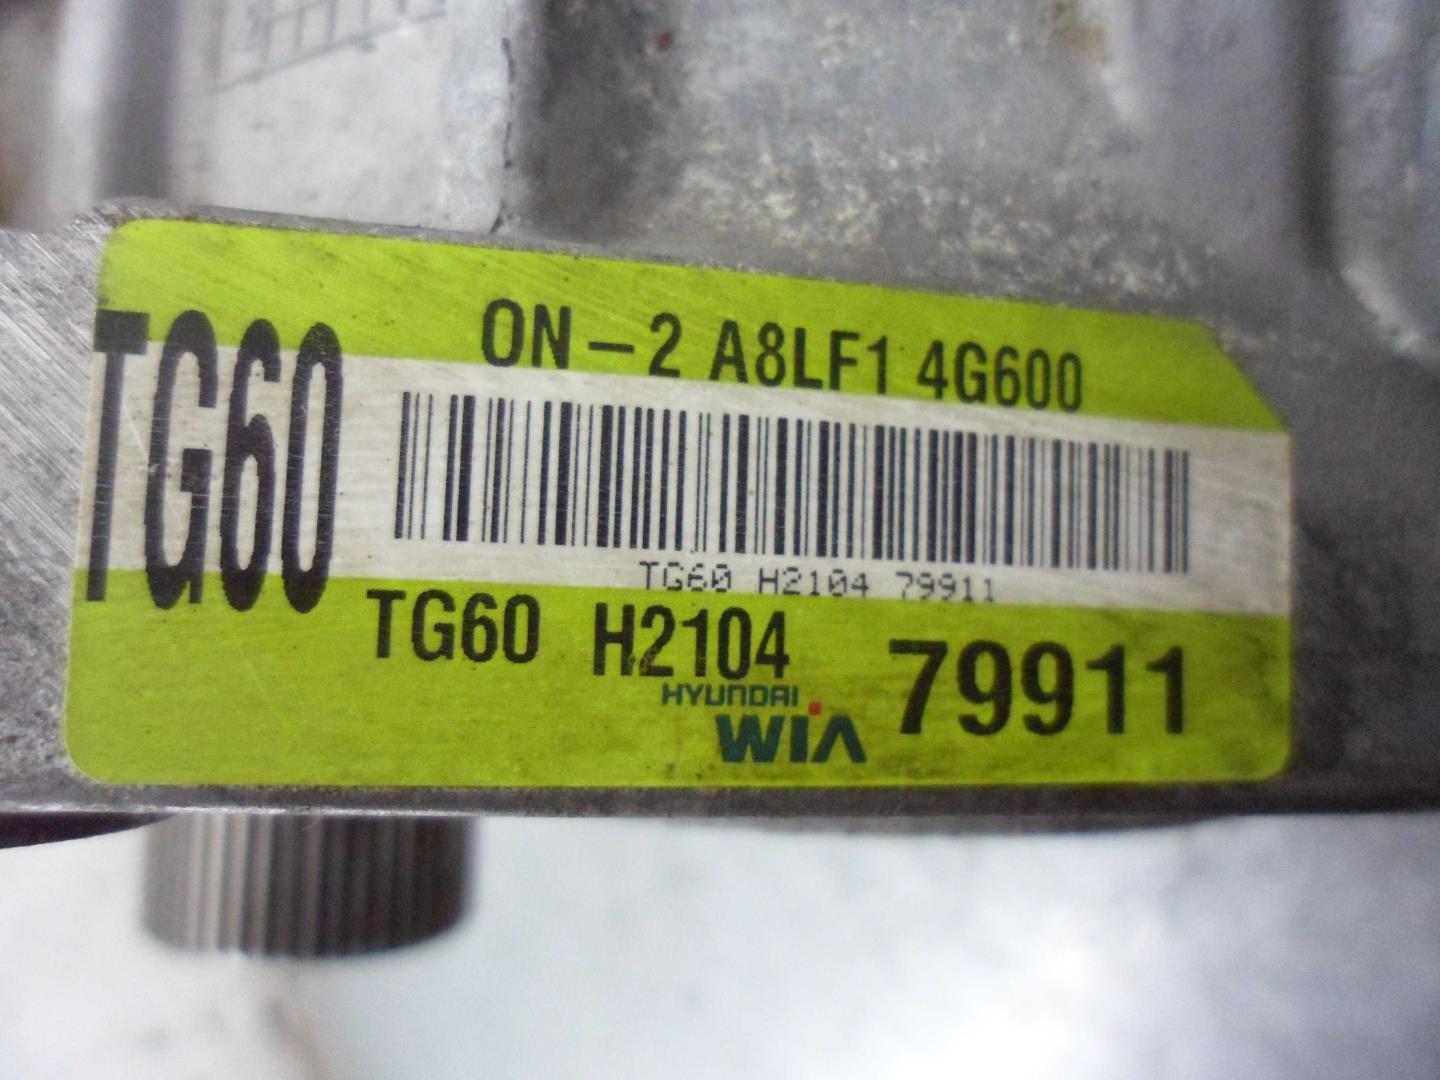 TG60
ON-2 A8LF1 4G600
TG60 H2104 79911
TG60 H2104 79911
HYUNDAI
WIA